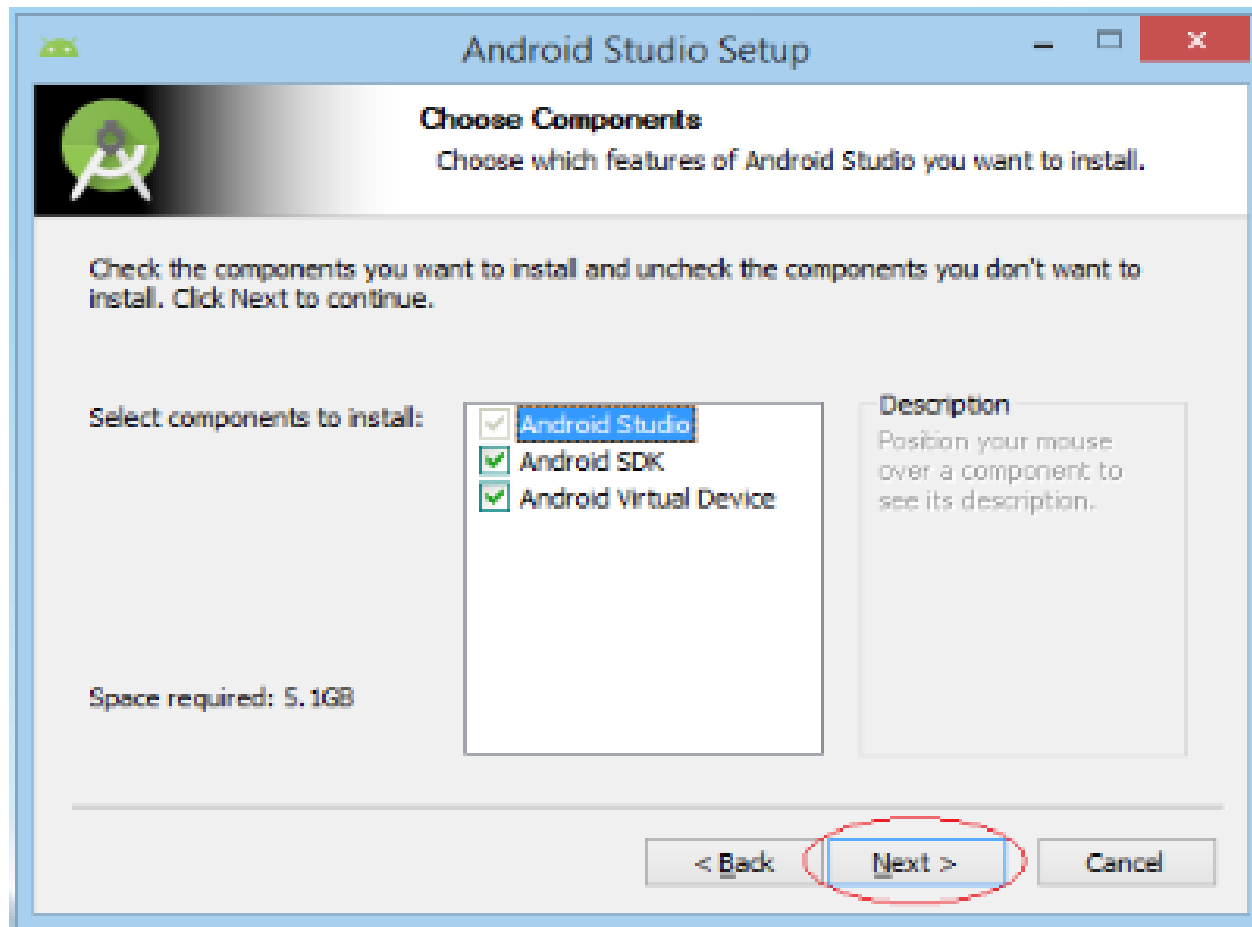 Android Studio Setup
Choose Components
Choose which features of Android Studio you want to install.
Check the components you want to install and uncheck the components you don't want to
install. Click Next to continue.
Select components to install:
Android Studio
Android SDK
Android Virtual Device
Description
Position your mouse
over a component to
see its description.
Space required: 5.1GB
< Back
Next >
Cancel